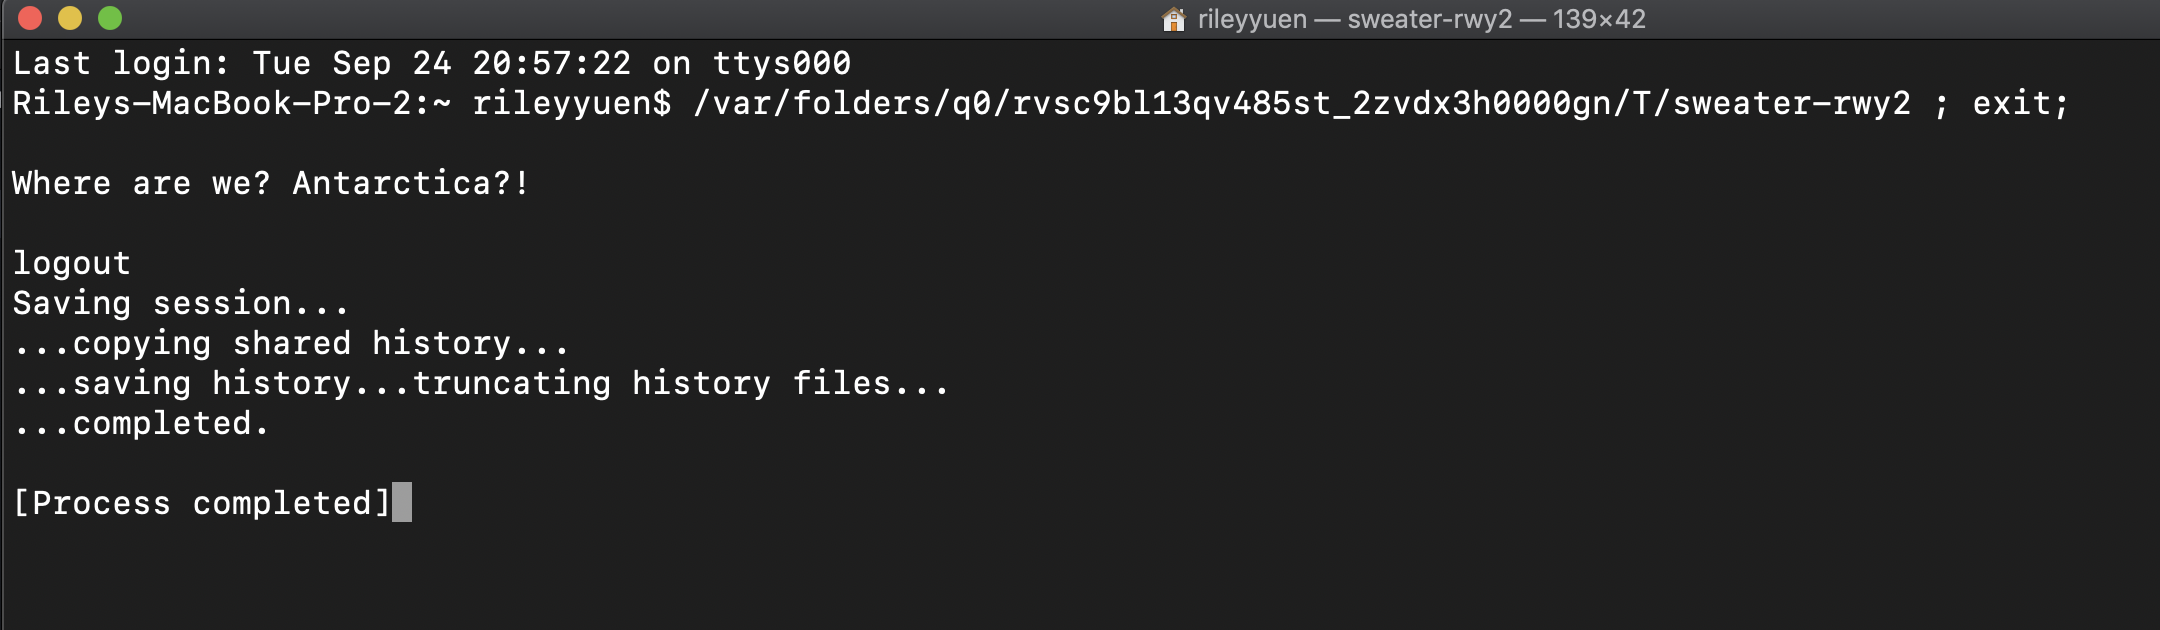 rileyyuen — sweater-rwy2 — 139×42
Last login: Tue Sep 24 20:57:22 on ttys000
Rileys-MacBook-Pro-2:~ rileyyuen$ /var/folders/q0/rvsc9bl13qv485st_2zvdx3h0000gn/T/sweater-rwy2 ; exit;
Where are we? Antarctica?!
logout
Saving session...
...copying shared history...
...saving history...truncating history files...
...completed.
[Process completed]